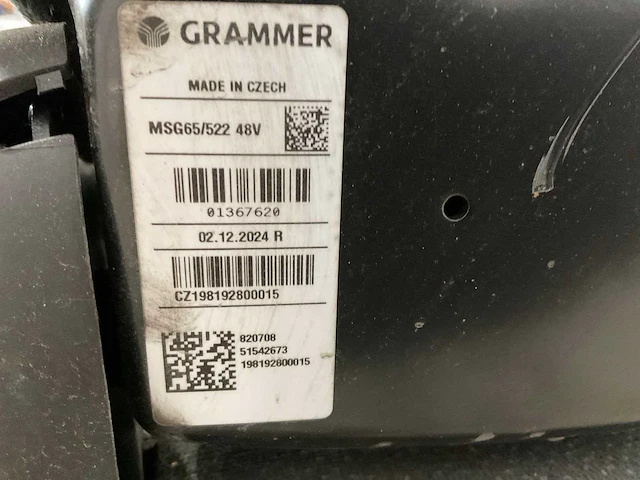 GRAMMER
MADE IN CZECH
MSG65/522 48V
01367620
02.12.2024 R
CZ198192800015
820708
51542673
198192800015